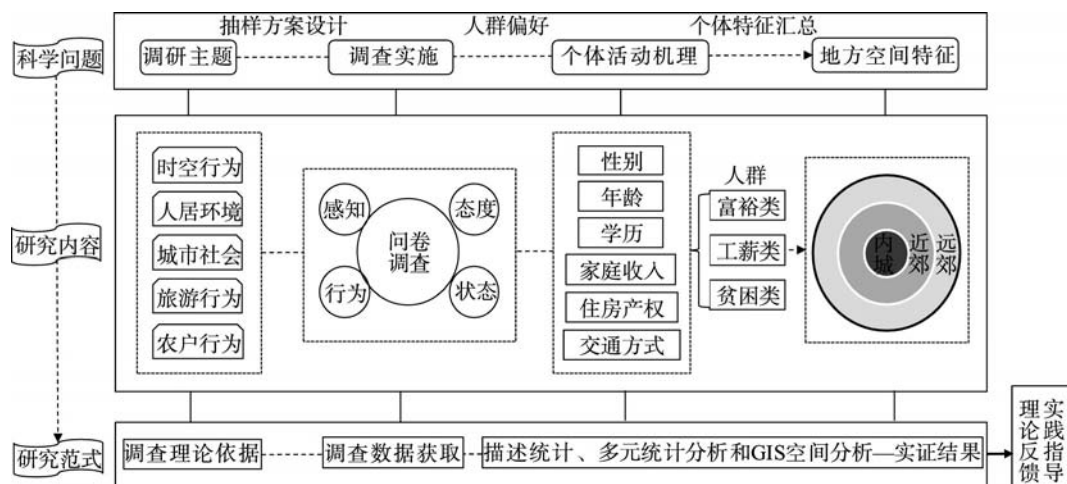 抽样方案设计
人群偏好
个体特征汇总
科学问题
调研主题
调查实施
个体活动机理
地方空间特征
研究内容
时空行为
人居环境
城市社会
旅游行为
农户行为
感知
态度
问卷
调查
行为
状态
性别
年龄
学历
家庭收入
住房产权
交通方式
人群
富裕类
工薪类
贫困类
内城
近郊
远郊
研究范式
调查理论依据
调查数据获取
描述统计、多元统计分析和GIS空间分析—实证结果
实践指导
理论反馈